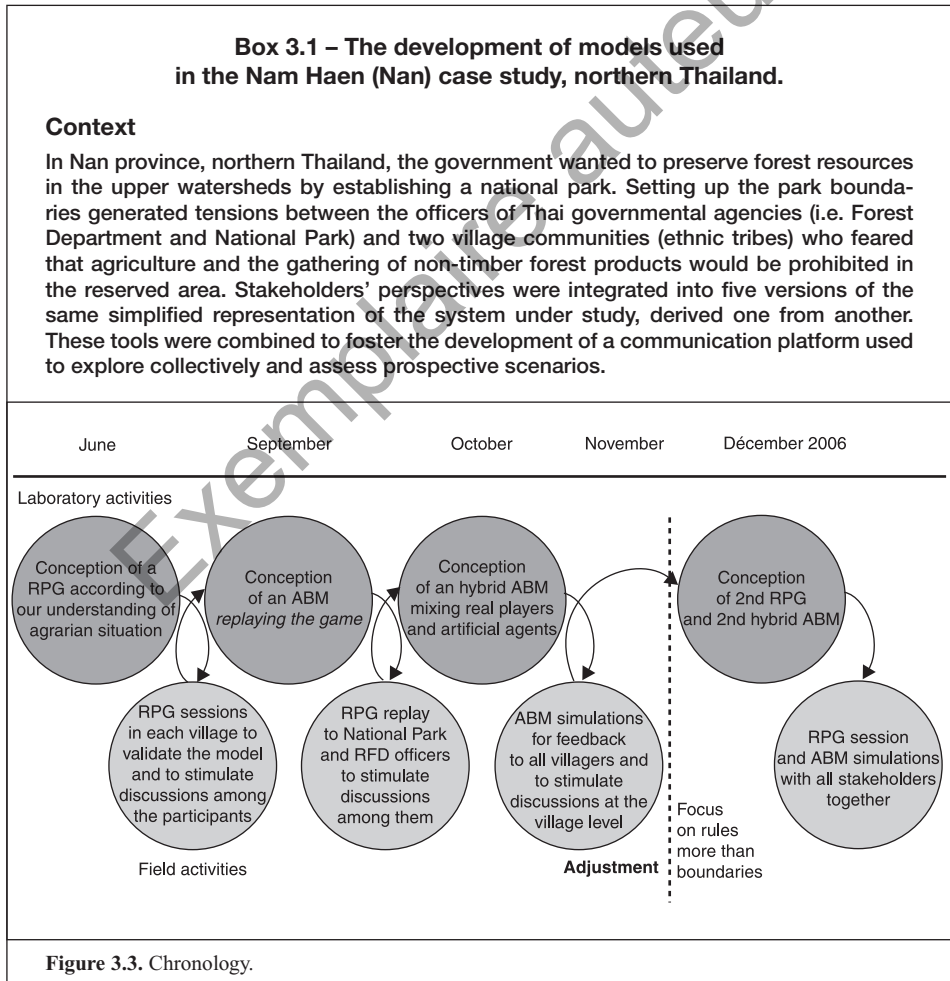 Box 3.1 – The development of models used
in the Nam Haen (Nan) case study, northern Thailand.
Context
In Nan province, northern Thailand, the government wanted to preserve forest resources
in the upper watersheds by establishing a national park. Setting up the park bounda-
ries generated tensions between the officers of Thai governmental agencies (i.e. Forest
Department and National Park) and two village communities (ethnic tribes) who feared
that agriculture and the gathering of non-timber forest products would be prohibited in
the reserved area. Stakeholders' perspectives were integrated into five versions of the
same simplified representation of the system under study, derived one from another.
These tools were combined to foster the development of a communication platform used
to explore collectively and assess prospective scenarios.
Exemplaire auteu
June September October November Décember 2006
Laboratory activities
Conception of a
RPG according to
our understanding of
agrarian situation
Conception
of an ABM
replaying the game
Conception
of an hybrid ABM
mixing real players
and artificial agents
Conception
of 2nd RPG
and 2nd hybrid ABM
RPG sessions
in each village to
validate the model
and to stimulate
discussions among
the participants
RPG replay
to National Park
and RFD officers
to stimulate
discussions
among them
ABM simulations
for feedback
to all villagers and
to stimulate
discussions at the
village level
RPG session
and ABM simulations
with all stakeholders
together
Field activities
Adjustment
Focus
on rules
more than
boundaries
Figure 3.3. Chronology.